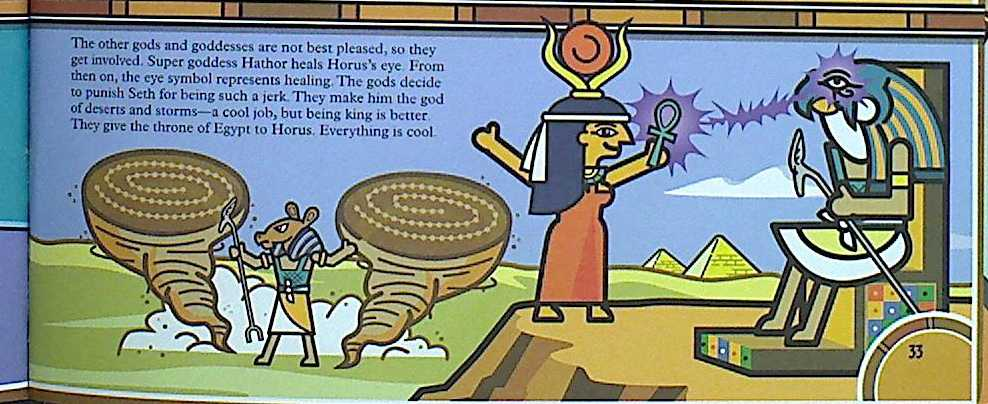 The other gods and goddesses are not best pleased, so they
get involved. Super goddess Hathor heals Horus's eye. From
then on, the eye symbol represents healing. The gods decide
to punish Seth for being such a jerk. They make him the god
of deserts and storms—a cool job, but being king is better.
They give the throne of Egypt to Horus. Everything is cool.
33